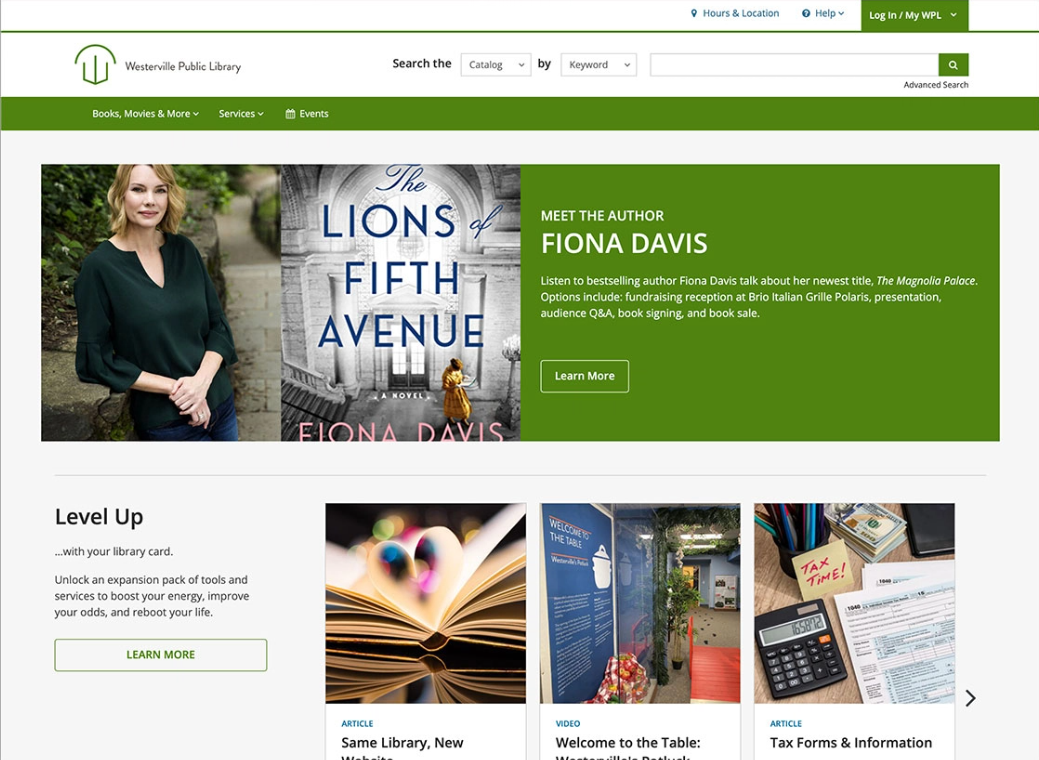 Hours & Location
Help
Log In / My WPL
Westerville Public Library
Search the
Catalog
by
Keyword
Advanced Search
Books, Movies & More
Services
Events
The
LIONS of
FIFTH
AVENUE
A NOVEL
FIONA DAVIS
MEET THE AUTHOR
FIONA DAVIS
Listen to bestselling author Fiona Davis talk about her newest title, The Magnolia Palace.
Options include: fundraising reception at Brio Italian Grille Polaris, presentation,
audience Q&A, book signing, and book sale.
Learn More
Level Up
...with your library card.
Unlock an expansion pack of tools and
services to boost your energy, improve
your odds, and reboot your life.
LEARN MORE
WELCOME TO
THE TABLE
Westerville's Potluck
TAX
TIME!
1040
1040
ARTICLE
Same Library, New
Website
VIDEO
Welcome to the Table:
Westerville's Potluck
ARTICLE
Tax Forms & Information